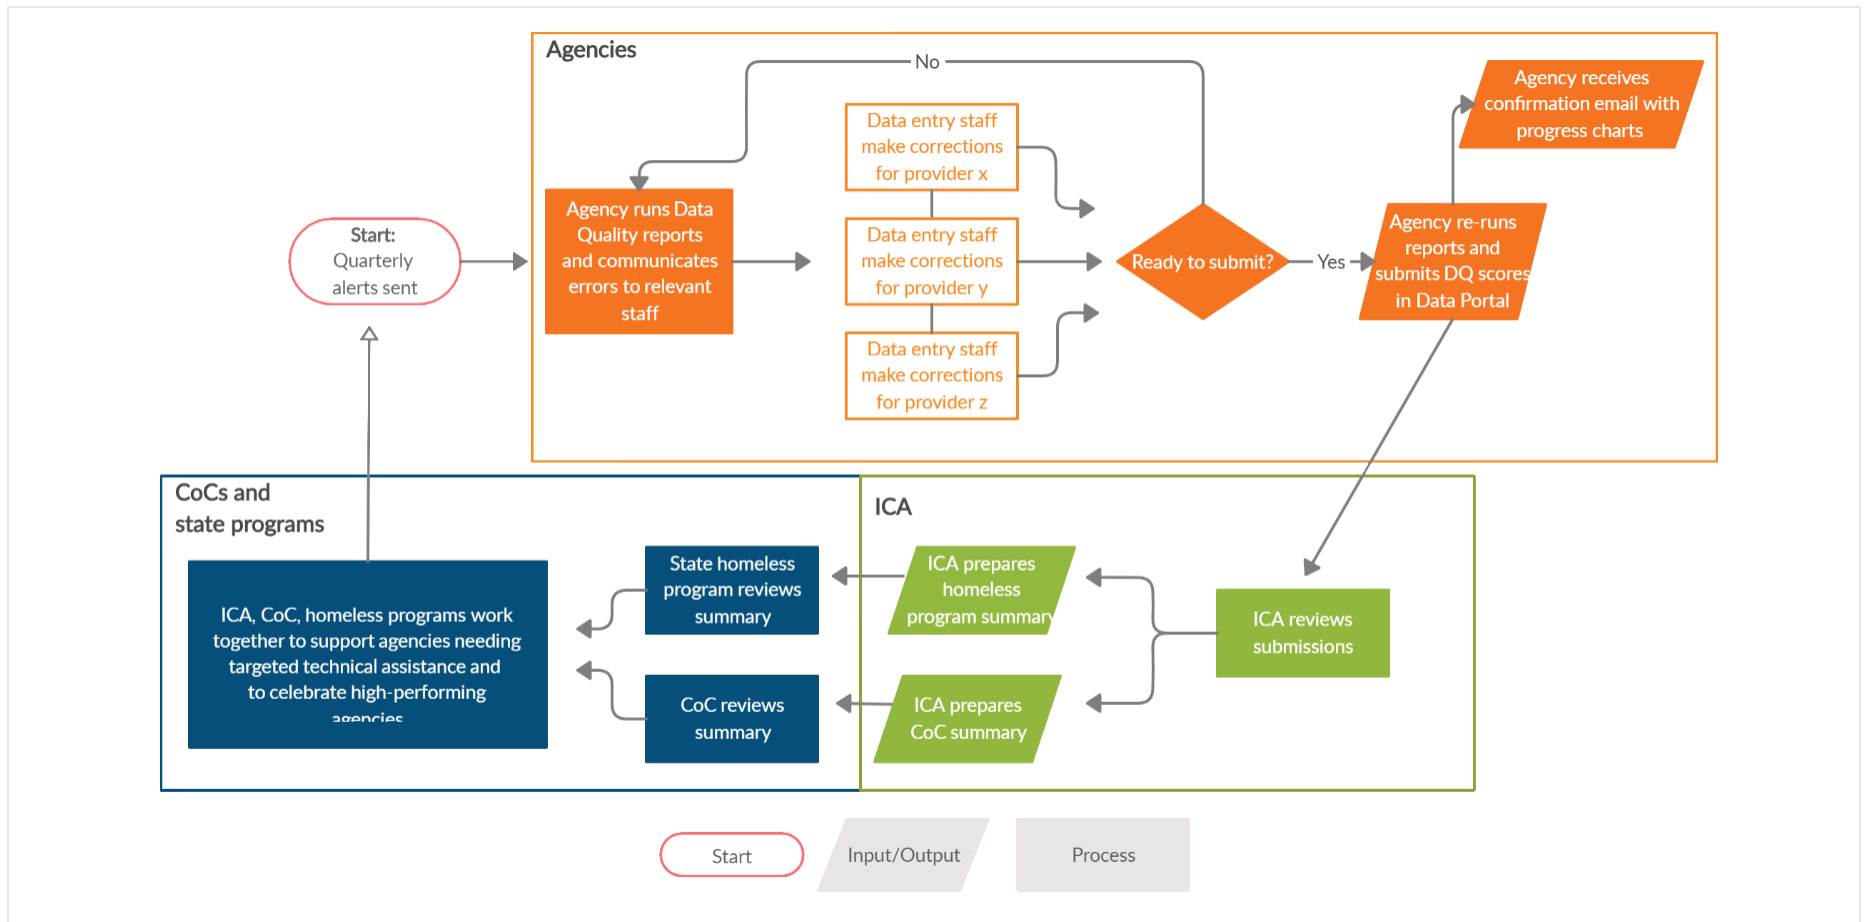 Agencies
No
Agency receives
confirmation email with
progress charts
Data entry staff
make corrections
for provider x
Start:
Quarterly
alerts sent
Agency runs Data
Quality reports
and communicates
errors to relevant
staff
Data entry staff
make corrections
for provider y
Data entry staff
make corrections
for provider z
Ready to submit?
Yes
Agency re-runs
reports and
submits DQ scores
in Data Portal
CoCs and
state programs
ICA, CoC, homeless programs work
together to support agencies needing
targeted technical assistance and
to celebrate high-performing
agencies
State homeless
program reviews
summary
CoC reviews
summary
ICA
ICA prepares
homeless
program summary
ICA prepares
CoC summary
ICA reviews
submissions
Start
Input/Output
Process